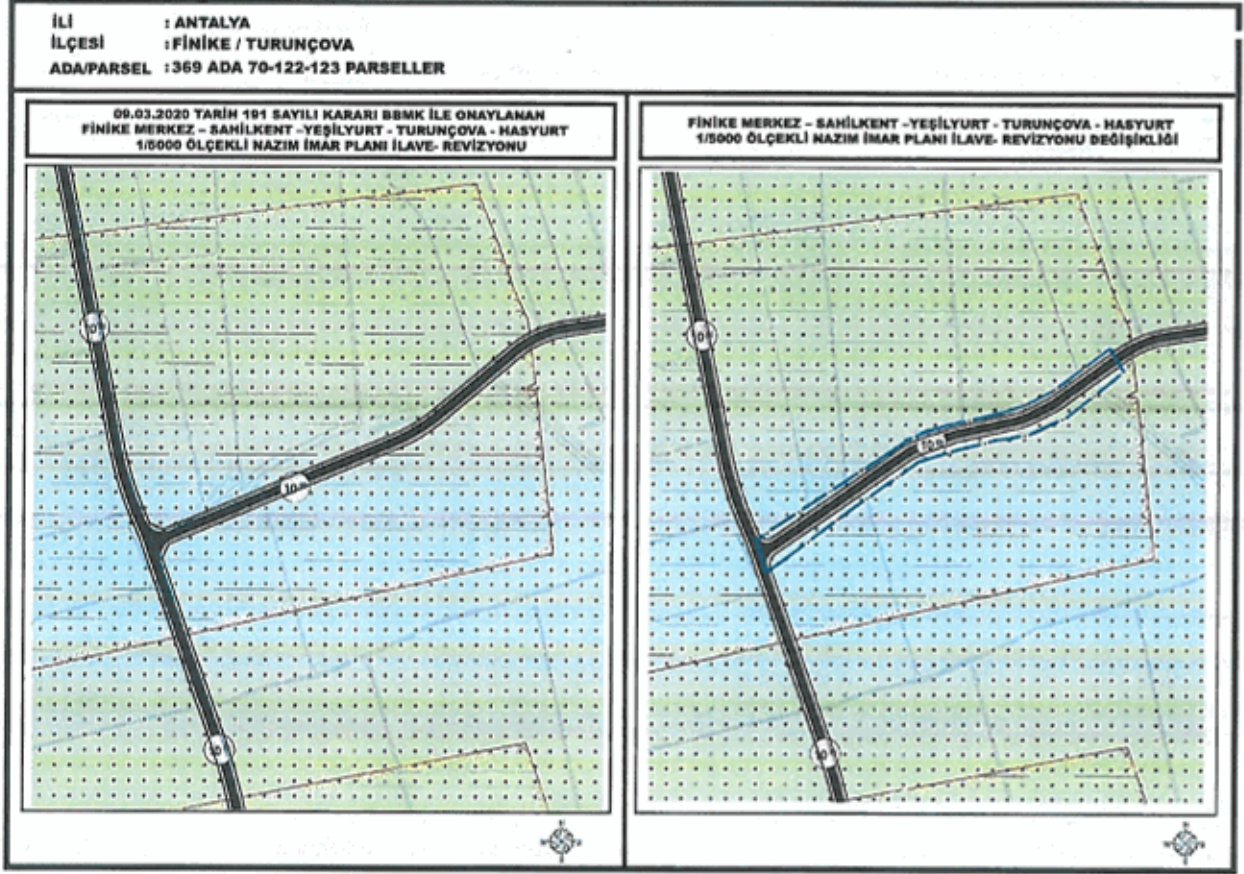 İLİ : ANTALYA
İLÇESİ : FİNİKE / TURUNÇOVA
ADA/PARSEL : 369 ADA 70-122-123 PARSELLER
09.03.2020 TARİH 191 SAYILI KARARI BBMK İLE ONAYLANAN
FİNİKE MERKEZ – SAHİLKENT –YEŞİLYURT - TURUNÇOVA - HASYURT
1/5000 ÖLÇEKLİ NAZIM İMAR PLANI İLAVE- REVİZYONU
FİNİKE MERKEZ – SAHİLKENT –YEŞİLYURT - TURUNÇOVA - HASYURT
1/5000 ÖLÇEKLİ NAZIM İMAR PLANI İLAVE- REVİZYONU DEĞİŞİKLİĞİ
10